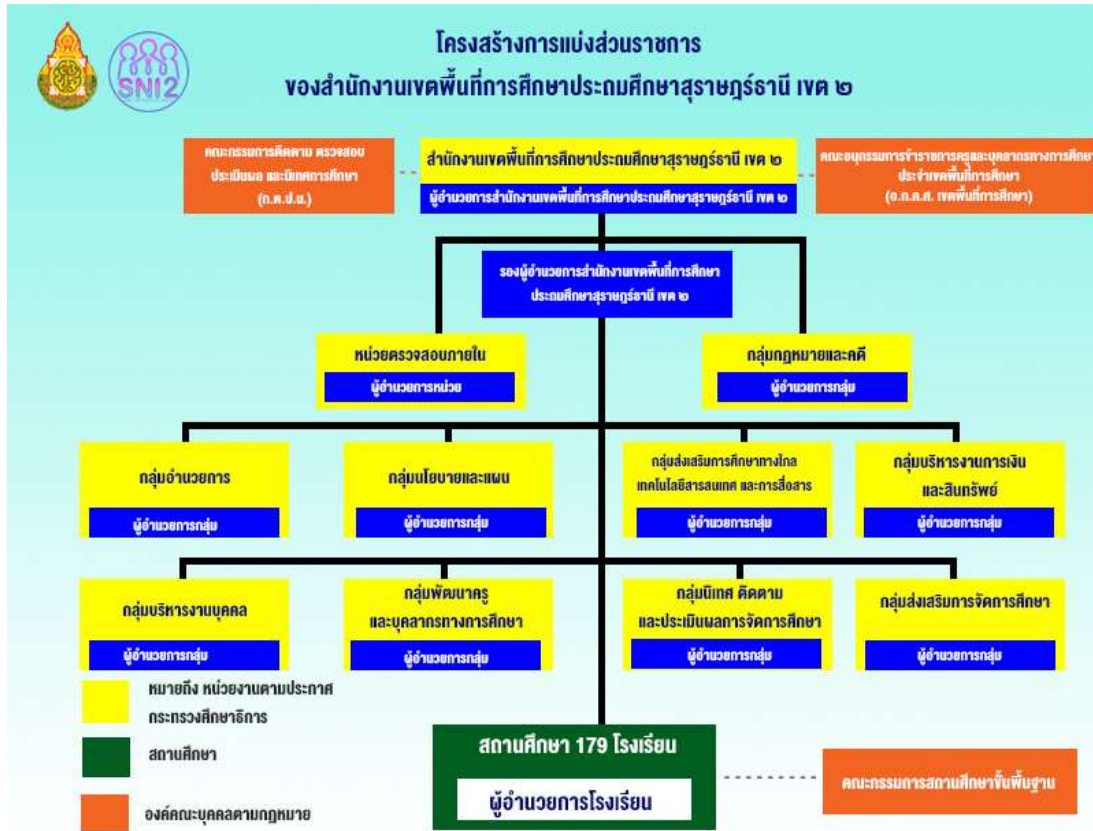 โครงสร้างการแบ่งส่วนราชการ
ของสำนักงานเขตพื้นที่การศึกษาประถมศึกษาสุราษฎร์ธานี เขต ๒
SNI2
คณะกรรมการติดตาม ตรวจสอบ
ประเมินผล และนิเทศการศึกษา
(ก.ต.ป.น.)
สำนักงานเขตพื้นที่การศึกษาประถมศึกษาสุราษฎร์ธานี เขต ๒
ผู้อำนวยการสำนักงานเขตพื้นที่การศึกษาประถมศึกษาสุราษฎร์ธานี เขต ๒
คณะอนุกรรมการข้าราชการครูและบุคลากรทางการศึกษา
ประจำเขตพื้นที่การศึกษา
(อ.ก.ค.ศ. เขตพื้นที่การศึกษา)
รองผู้อำนวยการสำนักงานเขตพื้นที่การศึกษา
ประถมศึกษาสุราษฎร์ธานี เขต ๒
หน่วยตรวจสอบภายใน
ผู้อำนวยการหน่วย
กลุ่มกฎหมายและคดี
ผู้อำนวยการกลุ่ม
กลุ่มอำนวยการ
ผู้อำนวยการกลุ่ม
กลุ่มนโยบายและแผน
ผู้อำนวยการกลุ่ม
กลุ่มส่งเสริมการศึกษาทางไกล
เทคโนโลยีสารสนเทศ และการสื่อสาร
ผู้อำนวยการกลุ่ม
กลุ่มบริหารงานการเงิน
และสินทรัพย์
ผู้อำนวยการกลุ่ม
กลุ่มบริหารงานบุคคล
ผู้อำนวยการกลุ่ม
กลุ่มพัฒนาครู
และบุคลากรทางการศึกษา
ผู้อำนวยการกลุ่ม
กลุ่มนิเทศ ติดตาม
และประเมินผลการจัดการศึกษา
ผู้อำนวยการกลุ่ม
กลุ่มส่งเสริมการจัดการศึกษา
ผู้อำนวยการกลุ่ม
หมายถึง หน่วยงานตามประกาศ
กระทรวงศึกษาธิการ
สถานศึกษา
องค์คณะบุคคลตามกฎหมาย
สถานศึกษา 179 โรงเรียน
ผู้อำนวยการโรงเรียน
คณะกรรมการสถานศึกษาขั้นพื้นฐาน